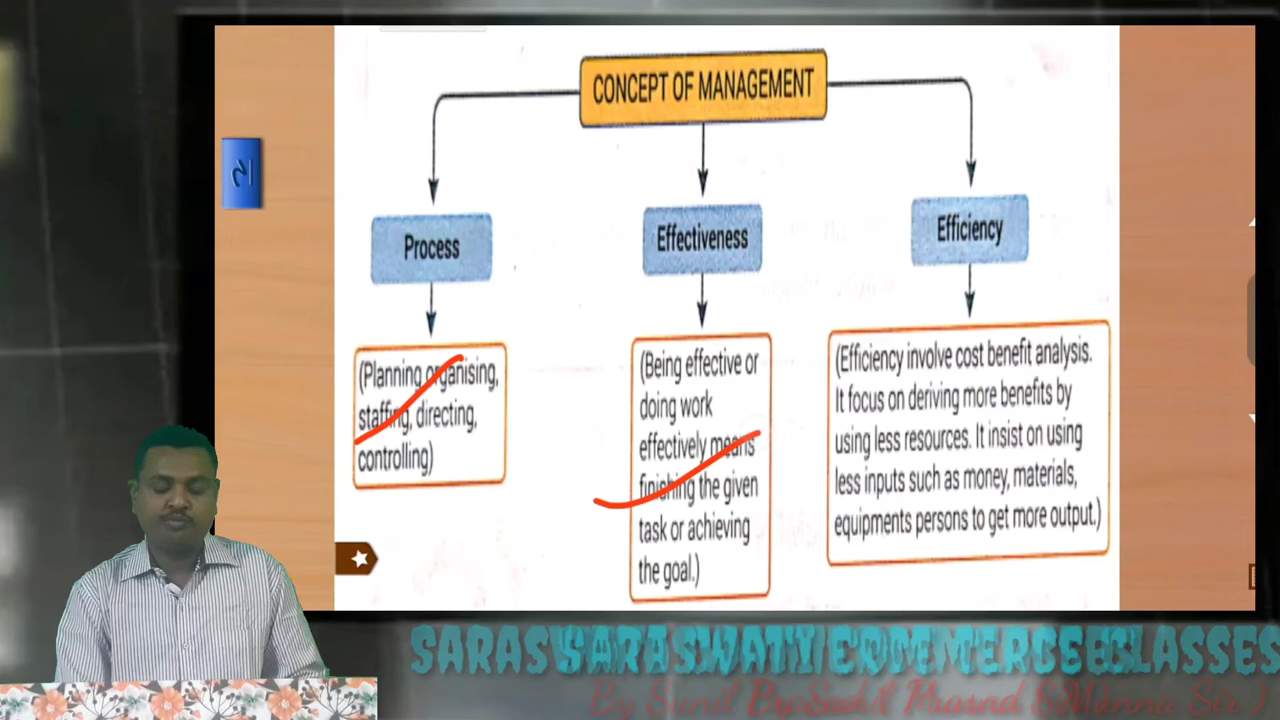 CONCEPT OF MANAGEMENT
Process
Effectiveness
Efficiency
(Planning organising,
staffing, directing,
controlling)
(Being effective or
doing work
effectively means
finishing the given
task or achieving
the goal.)
(Efficiency involve cost benefit analysis.
It focus on deriving more benefits by
using less resources. It insist on using
less inputs such as money, materials,
equipments persons to get more output.)
CLASSES
By Sunil